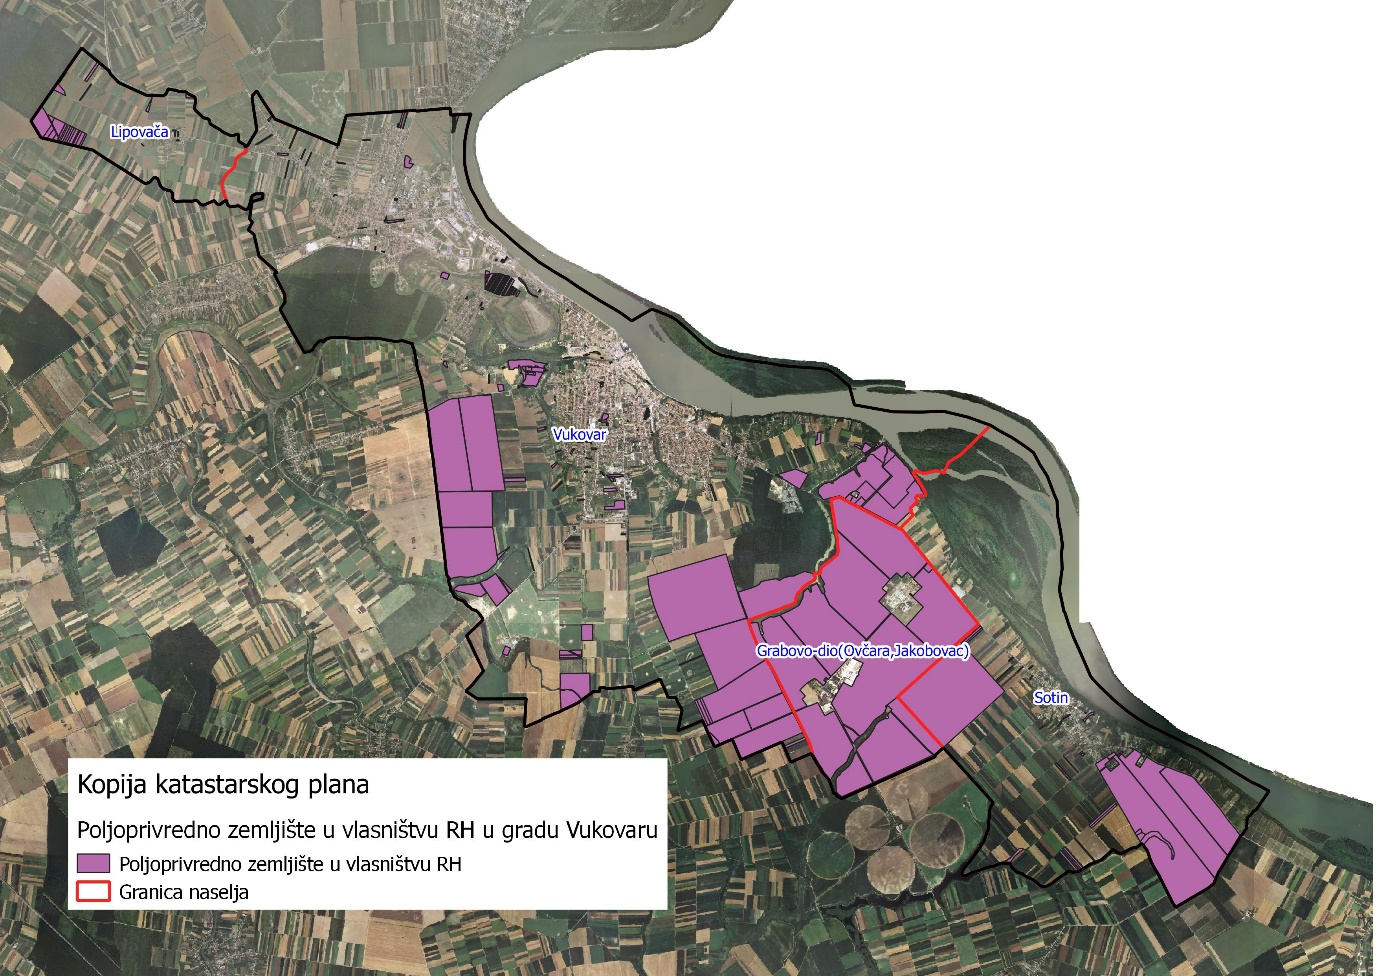 Lipovača
Vukovar
Grabovo-dio(Ovčara,Jakobovac)
Sotin
Kopija katastarskog plana
Poljoprivredno zemljište u vlasništvu RH u gradu Vukovaru
Poljoprivredno zemljište u vlasništvu RH
Granica naselja